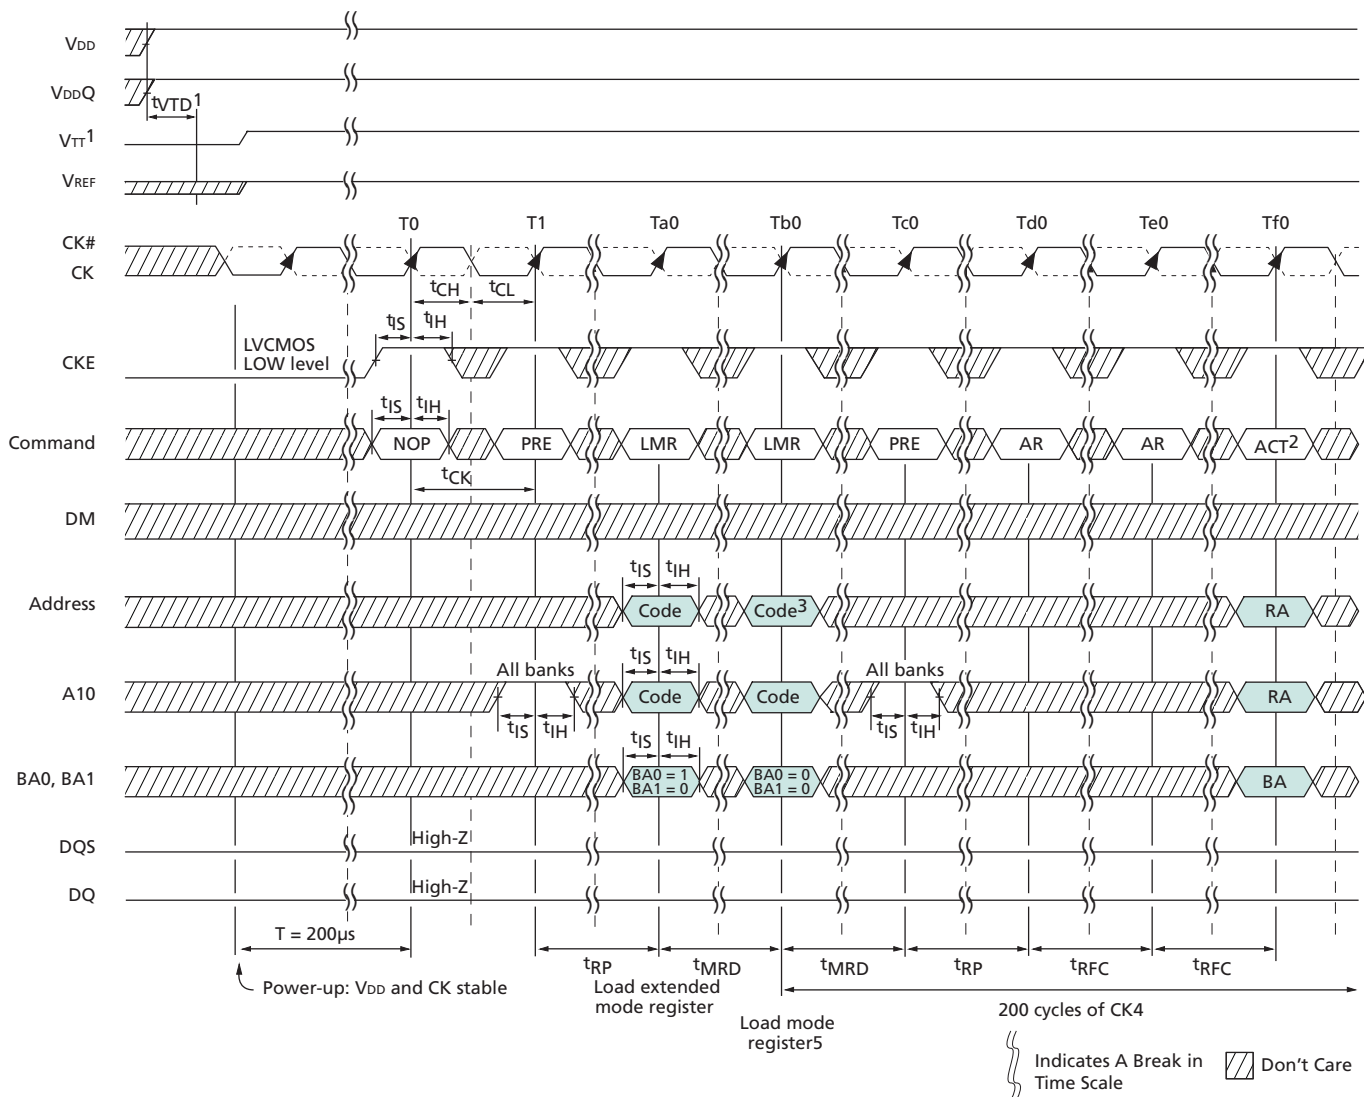 VDD
VDDQ
tVTD1
VTT1
VREF
T0 T1 Ta0 Tb0 Tc0 Td0 Te0 Tf0
CK#
CK
tCH tCL
tIS tIH
LVCMOS
LOW level
CKE
tIS tIH
Command NOP PRE LMR LMR PRE AR AR ACT2
tCK
DM
tIS tIH
Address Code Code3 RA
tIS tIH
All banks All banks
A10 Code Code RA
tIS tIH tIS tIH
tIS tIH
BA0, BA1 BA0 = 1 BA0 = 0 BA
BA1 = 0 BA1 = 0
DQS High-Z
DQ High-Z
T = 200µs
tRP tMRD tMRD tRP tRFC tRFC
Power-up: VDD and CK stable
Load extended
mode register
200 cycles of CK4
Load mode
register5
Indicates A Break in
Time Scale
Don't Care